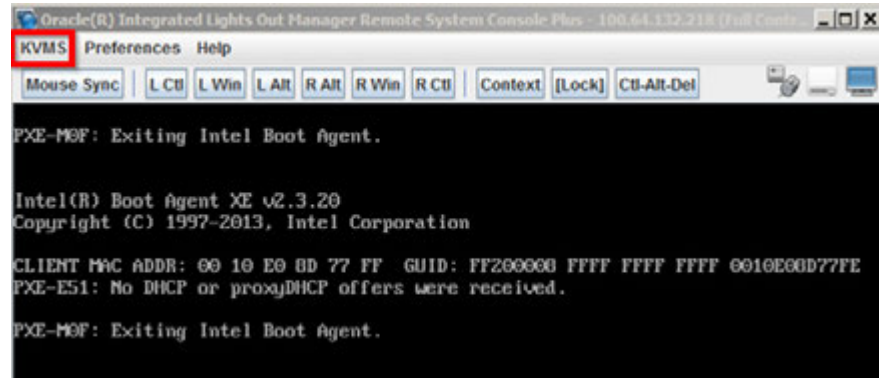 Oracle(R) Integrated Lights Out Manager Remote System Console Plus - 100.64.132.218 (Full Contr...
KVMS Preferences Help
Mouse Sync L Ctl L Win L Alt R Alt R Win R Ctl Context [Lock] Ctl-Alt-Del
PXE-M0F: Exiting Intel Boot Agent.
Intel(R) Boot Agent XE v2.3.20
Copyright (C) 1997-2013, Intel Corporation
CLIENT MAC ADDR: 00 10 E0 8D 77 FF GUID: FF200008 FFFF FFFF FFFF 0010E08D77FE
PXE-E51: No DHCP or proxyDHCP offers were received.
PXE-M0F: Exiting Intel Boot Agent.